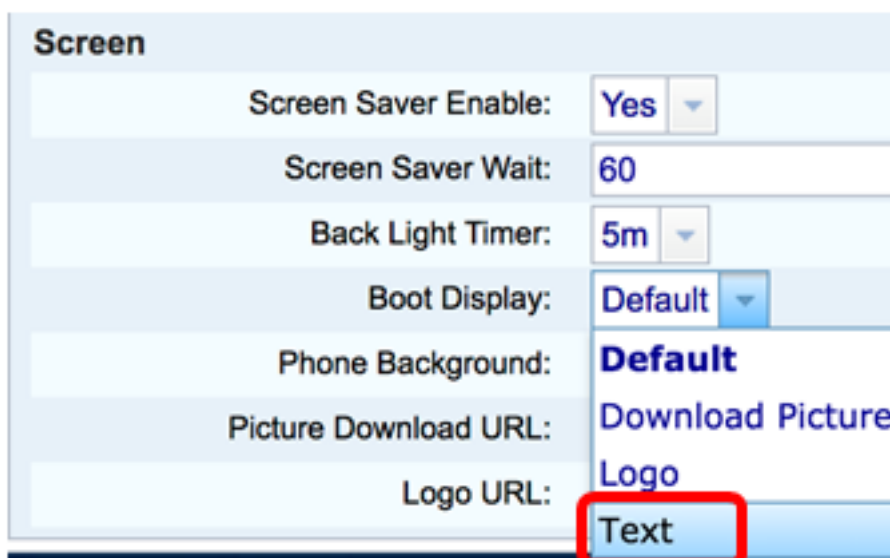 Screen
Screen Saver Enable: Yes
Screen Saver Wait: 60
Back Light Timer: 5m
Boot Display: Default
Phone Background: Default
Download Picture
Picture Download URL:
Logo
Logo URL:
Text